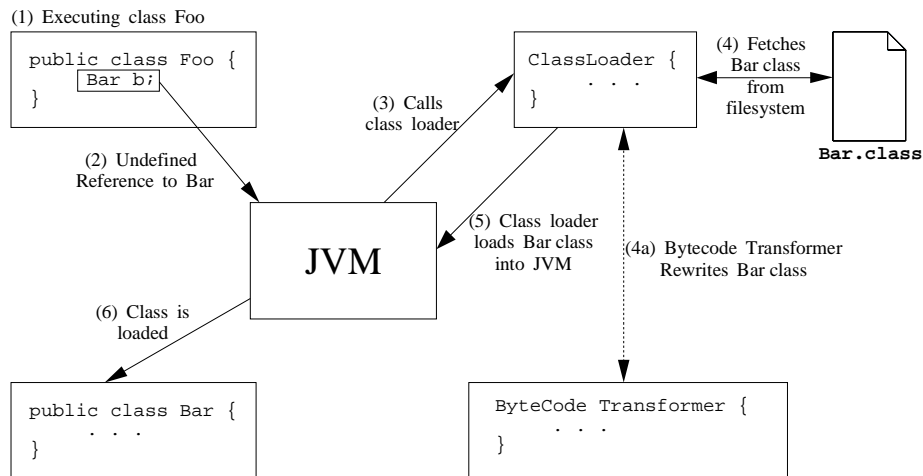 (1) Executing class Foo
public class Foo {
Bar b;
}
(2) Undefined
Reference to Bar
(3) Calls
class loader
ClassLoader {
. . .
}
(4) Fetches
Bar class
from
filesystem
Bar.class
JVM
(5) Class loader
loads Bar class
into JVM
(4a) Bytecode Transformer
Rewrites Bar class
(6) Class is
loaded
public class Bar {
. . .
}
ByteCode Transformer {
. . .
}